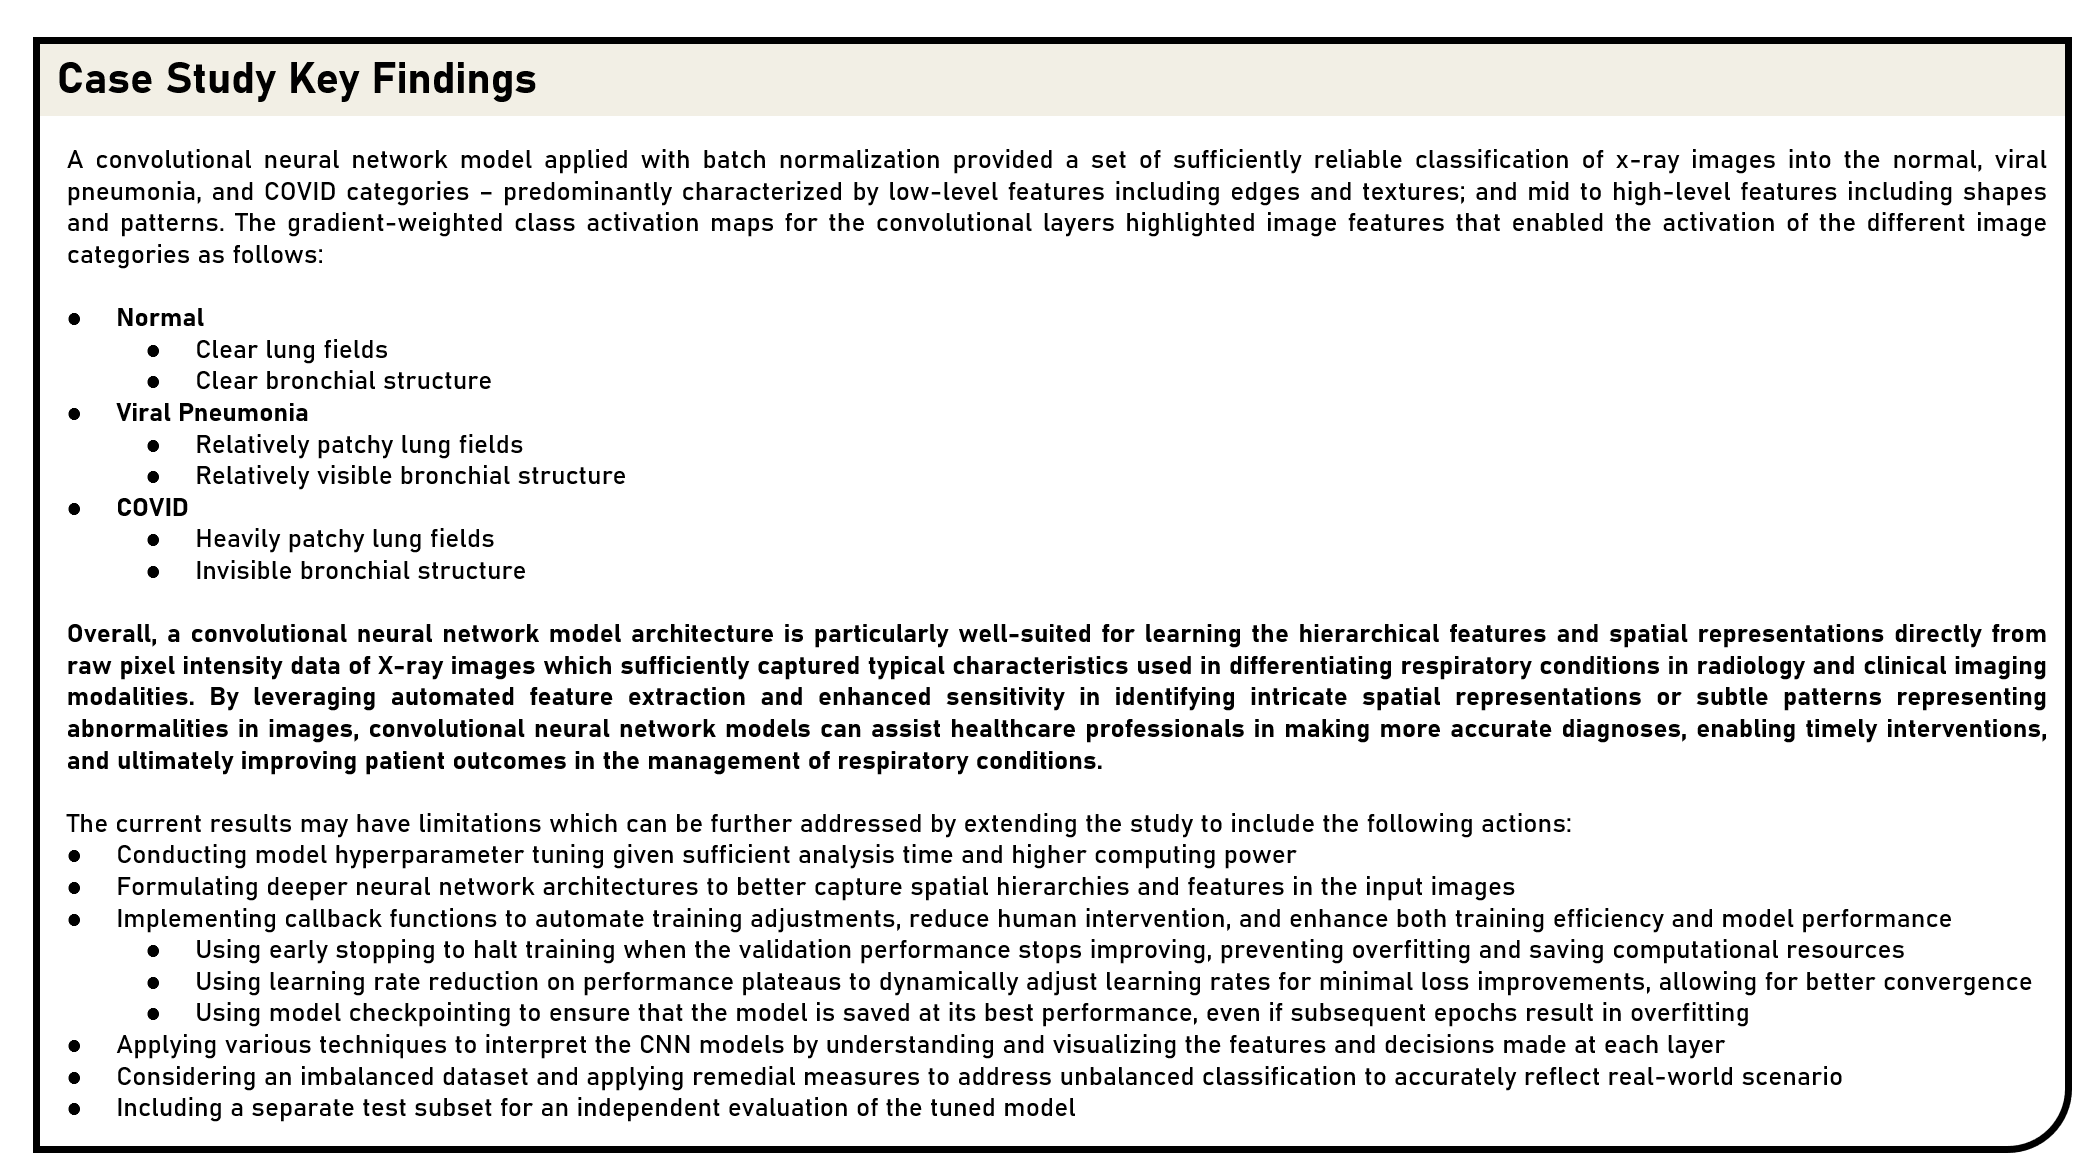 Case Study Key Findings
A convolutional neural network model applied with batch normalization provided a set of sufficiently reliable classification of x-ray images into the normal, viral
pneumonia, and COVID categories – predominantly characterized by low-level features including edges and textures; and mid to high-level features including shapes
and patterns. The gradient-weighted class activation maps for the convolutional layers highlighted image features that enabled the activation of the different image
categories as follows:
● Normal
● Clear lung fields
● Clear bronchial structure
● Viral Pneumonia
● Relatively patchy lung fields
● Relatively visible bronchial structure
● COVID
● Heavily patchy lung fields
● Invisible bronchial structure
Overall, a convolutional neural network model architecture is particularly well-suited for learning the hierarchical features and spatial representations directly from
raw pixel intensity data of X-ray images which sufficiently captured typical characteristics used in differentiating respiratory conditions in radiology and clinical imaging
modalities. By leveraging automated feature extraction and enhanced sensitivity in identifying intricate spatial representations or subtle patterns representing
abnormalities in images, convolutional neural network models can assist healthcare professionals in making more accurate diagnoses, enabling timely interventions,
and ultimately improving patient outcomes in the management of respiratory conditions.
The current results may have limitations which can be further addressed by extending the study to include the following actions:
● Conducting model hyperparameter tuning given sufficient analysis time and higher computing power
● Formulating deeper neural network architectures to better capture spatial hierarchies and features in the input images
● Implementing callback functions to automate training adjustments, reduce human intervention, and enhance both training efficiency and model performance
● Using early stopping to halt training when the validation performance stops improving, preventing overfitting and saving computational resources
● Using learning rate reduction on performance plateaus to dynamically adjust learning rates for minimal loss improvements, allowing for better convergence
● Using model checkpointing to ensure that the model is saved at its best performance, even if subsequent epochs result in overfitting
● Applying various techniques to interpret the CNN models by understanding and visualizing the features and decisions made at each layer
● Considering an imbalanced dataset and applying remedial measures to address unbalanced classification to accurately reflect real-world scenario
● Including a separate test subset for an independent evaluation of the tuned model